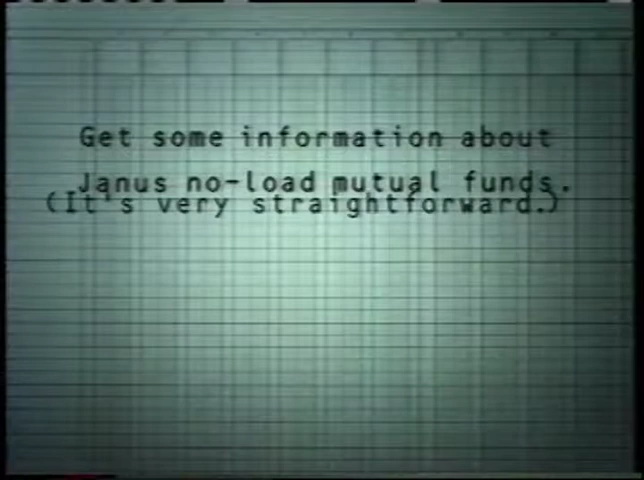 Get some information about
Janus no-load mutual funds.
(It's very straightforward.)